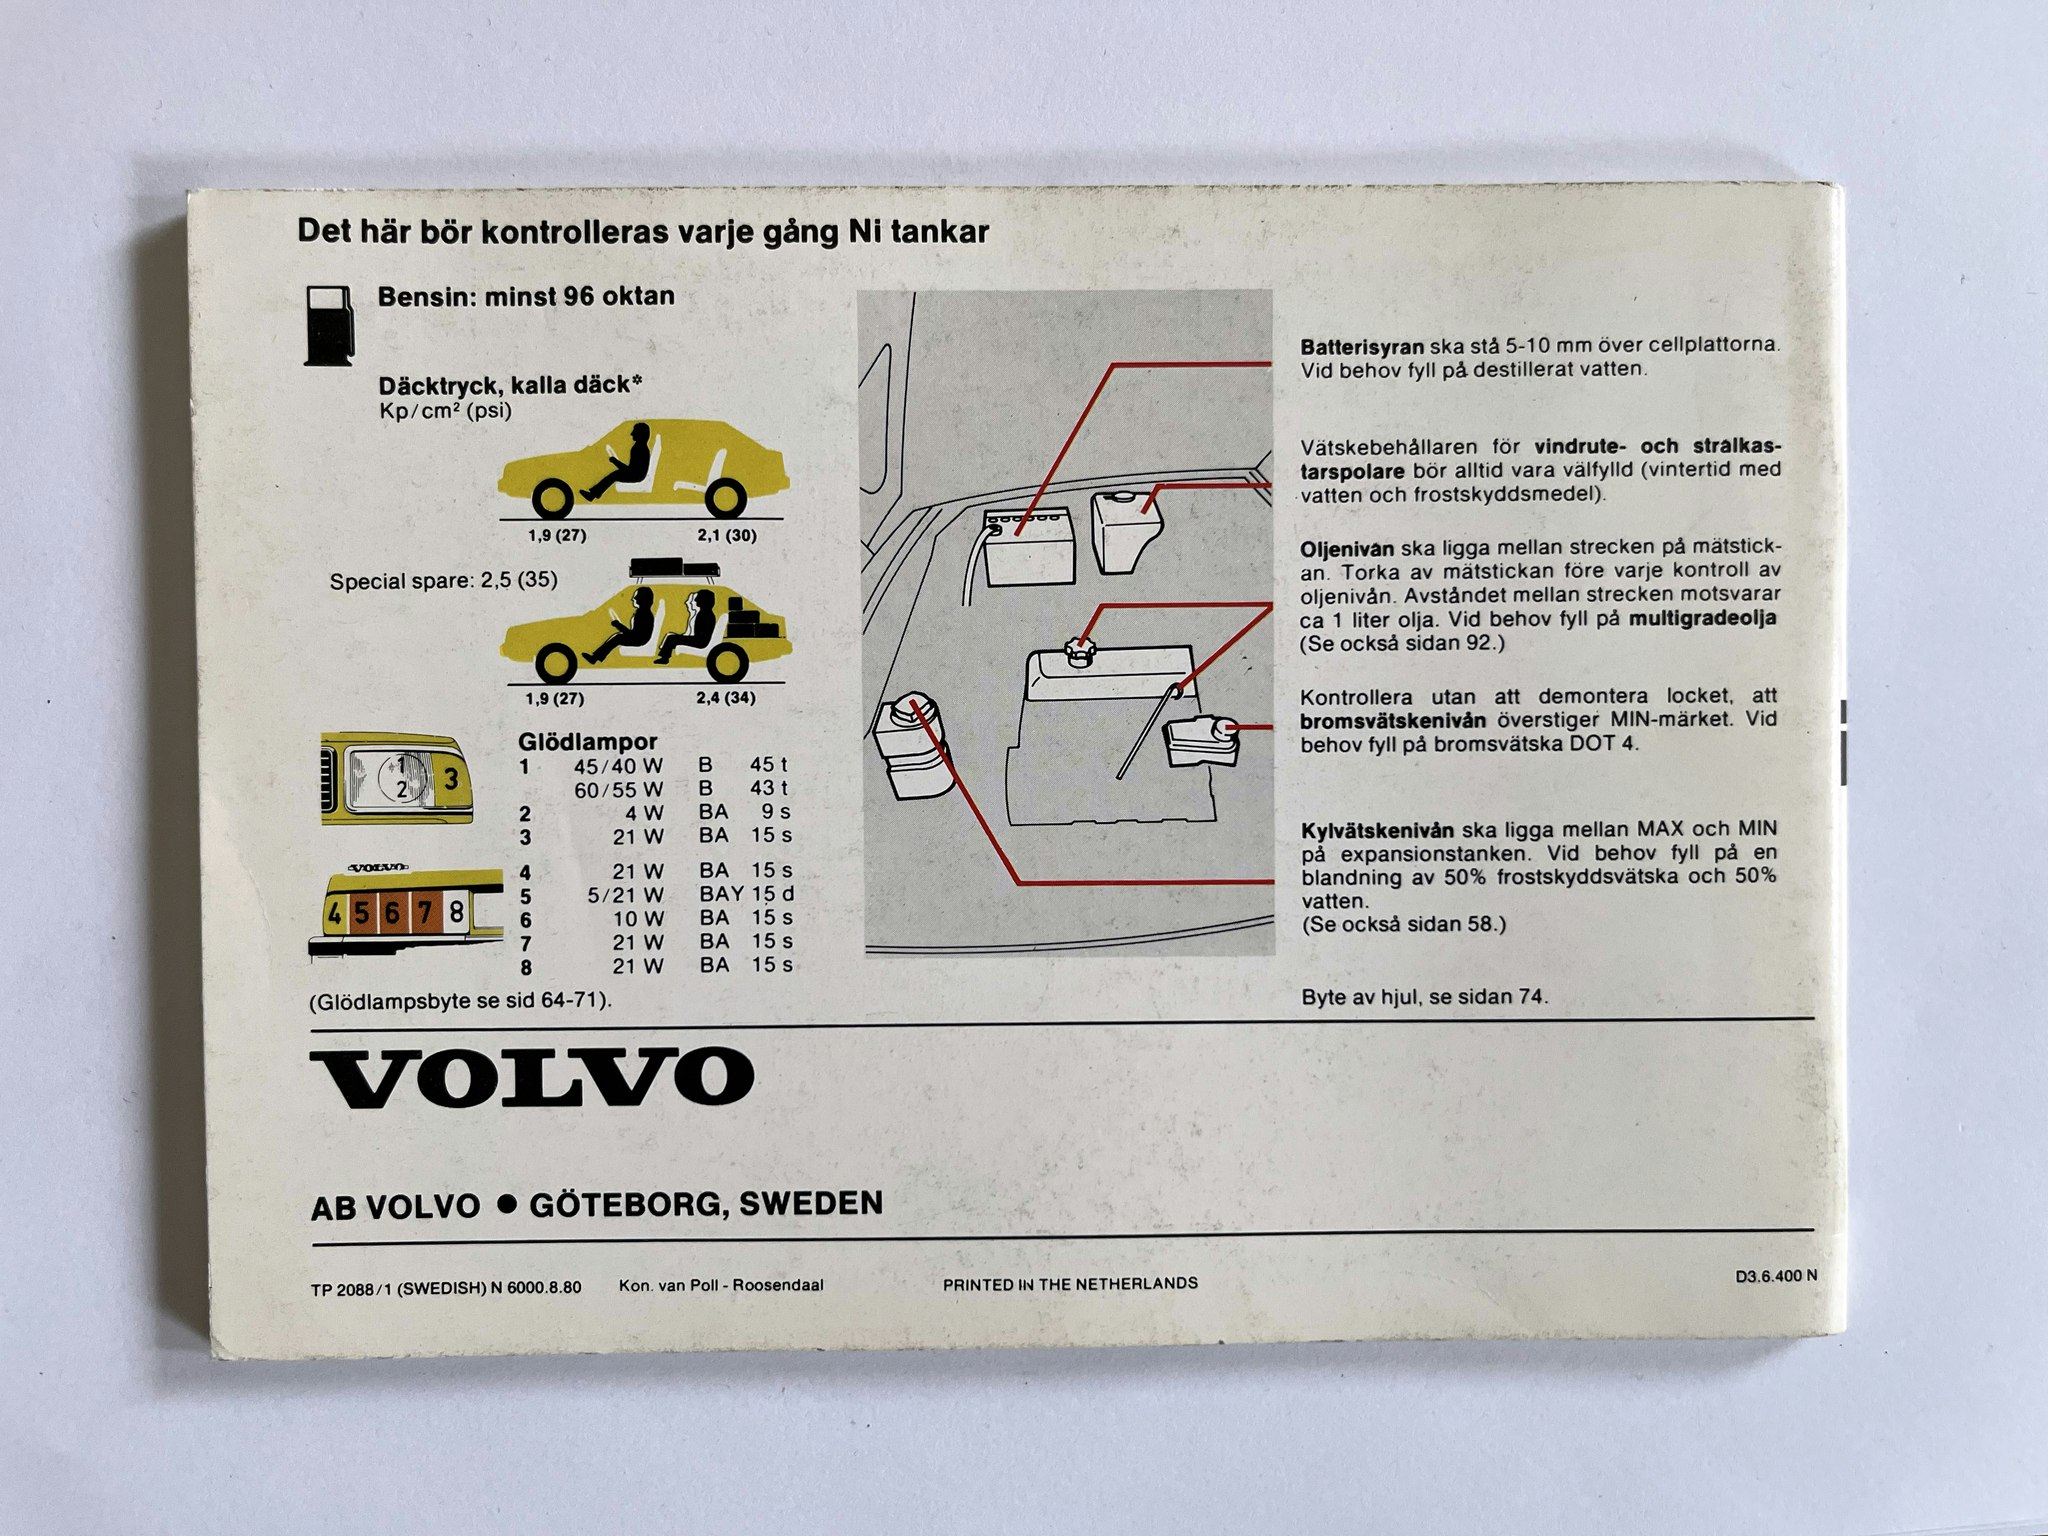 Det här bör kontrolleras varje gång Ni tankar
Bensin: minst 96 oktan
Däcktryck, kalla däck*
Kp/cm² (psi)
1,9 (27) 2,1 (30)
Special spare: 2,5 (35)
1,9 (27) 2,4 (34)
1
2
3
VOLVO
4 5 6 7 8
Glödlampor
1 45/40 W B 45 t
60/55 W B 43 t
2 4 W BA 9 s
3 21 W BA 15 s
4 21 W BA 15 s
5 5/21 W BAY 15 d
6 10 W BA 15 s
7 21 W BA 15 s
8 21 W BA 15 s
(Glödlampsbyte se sid 64-71).
Batterisyran ska stå 5-10 mm över cellplattorna.
Vid behov fyll på destillerat vatten.
Vätskebehållaren för vindrute- och strålkas-
tarspolare bör alltid vara välfylld (vintertid med
vatten och frostskyddsmedel).
Oljenivån ska ligga mellan strecken på mätstick-
an. Torka av mätstickan före varje kontroll av
oljenivån. Avståndet mellan strecken motsvarar
ca 1 liter olja. Vid behov fyll på multigradeolja
(Se också sidan 92.)
Kontrollera utan att demontera locket, att
bromsvätskenivån överstiger MIN-märket. Vid
behov fyll på bromsvätska DOT 4.
Kylvätskenivån ska ligga mellan MAX och MIN
på expansionstanken. Vid behov fyll på en
blandning av 50% frostskyddsvätska och 50%
vatten.
(Se också sidan 58.)
Byte av hjul, se sidan 74.
VOLVO
AB VOLVO ● GÖTEBORG, SWEDEN
TP 2088/1 (SWEDISH) N 6000.8.80 Kon. van Poll - Roosendaal PRINTED IN THE NETHERLANDS D3.6.400 N